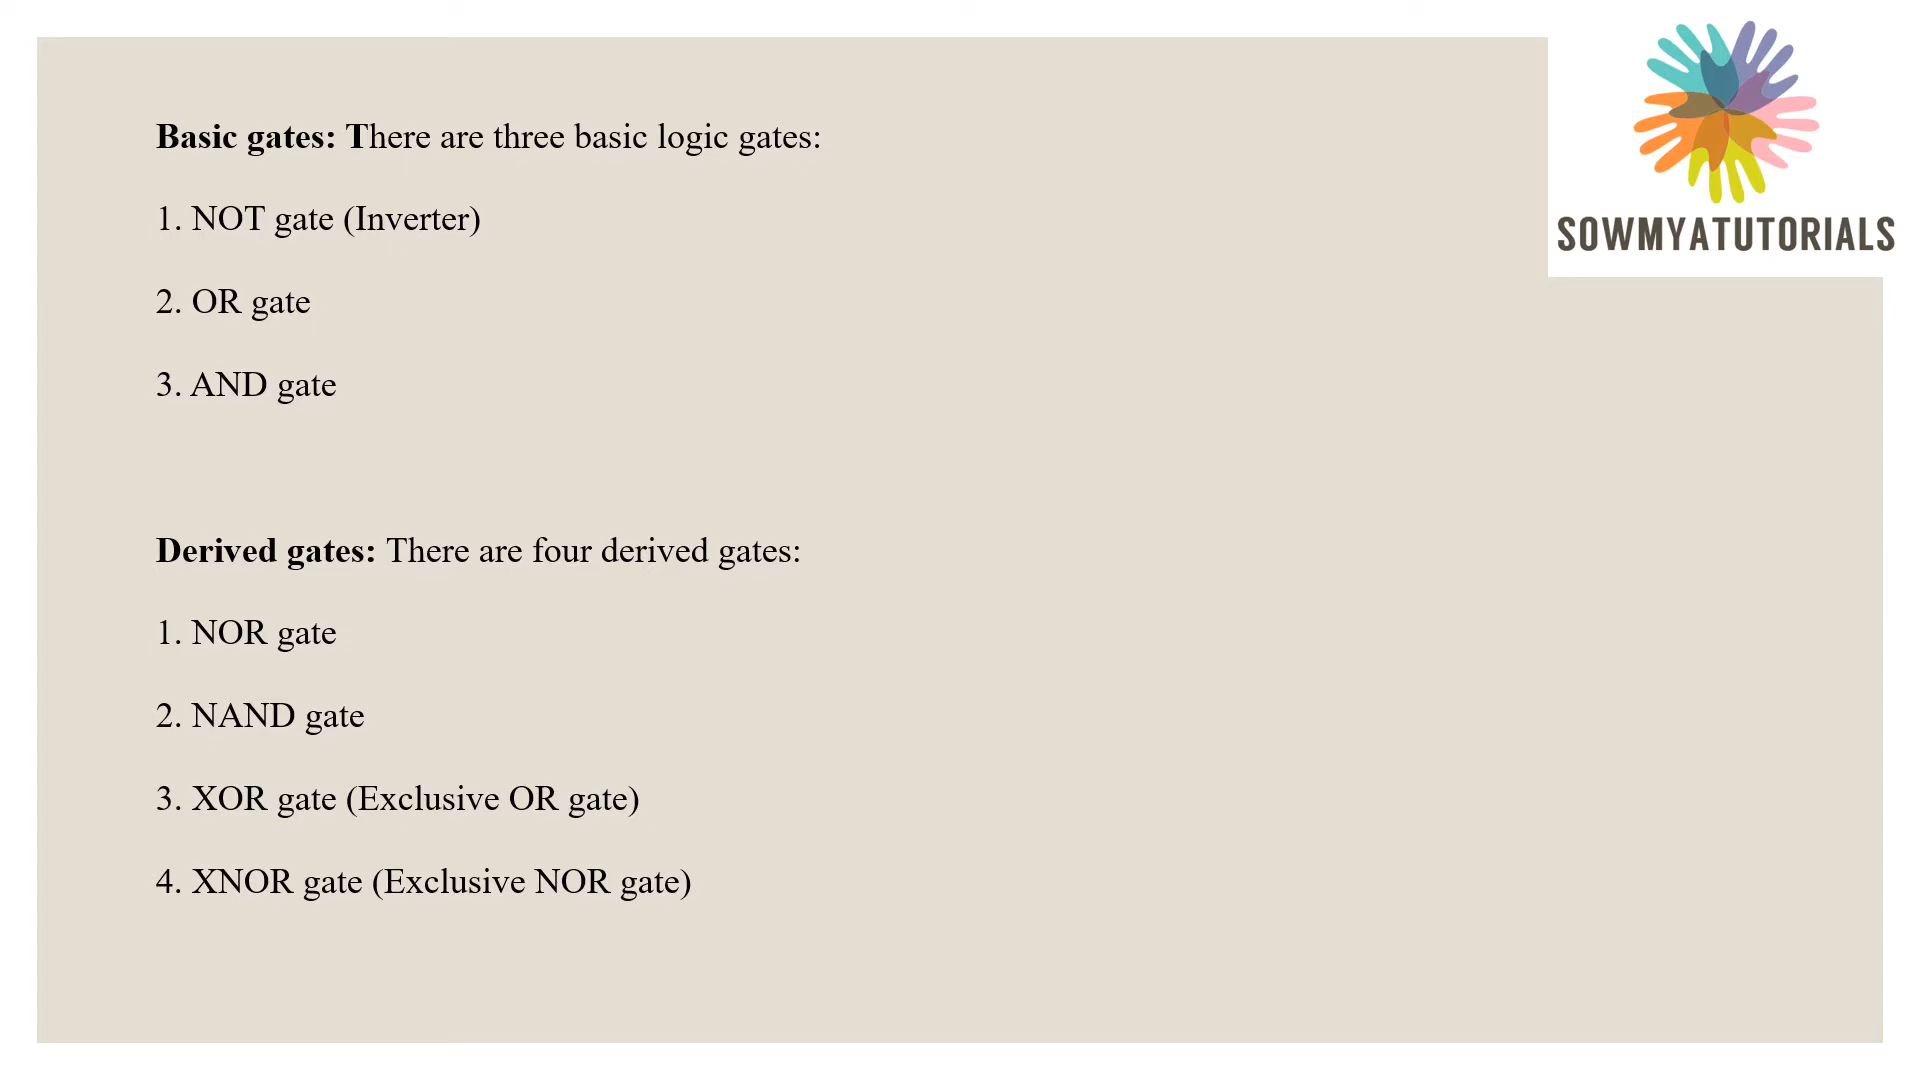 Basic gates: There are three basic logic gates:
1. NOT gate (Inverter)
2. OR gate
3. AND gate
Derived gates: There are four derived gates:
1. NOR gate
2. NAND gate
3. XOR gate (Exclusive OR gate)
4. XNOR gate (Exclusive NOR gate)
SOWMYATUTORIALS